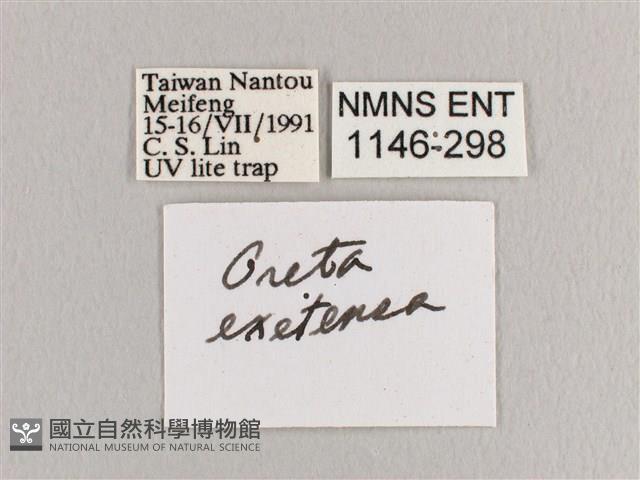 Taiwan Nantou
Meifeng
15-16/VII/1991
C. S. Lin
UV lite trap
NMNS ENT
1146-298
Oreta
exetensa
國立自然科學博物館
NATIONAL MUSEUM OF NATURAL SCIENCE